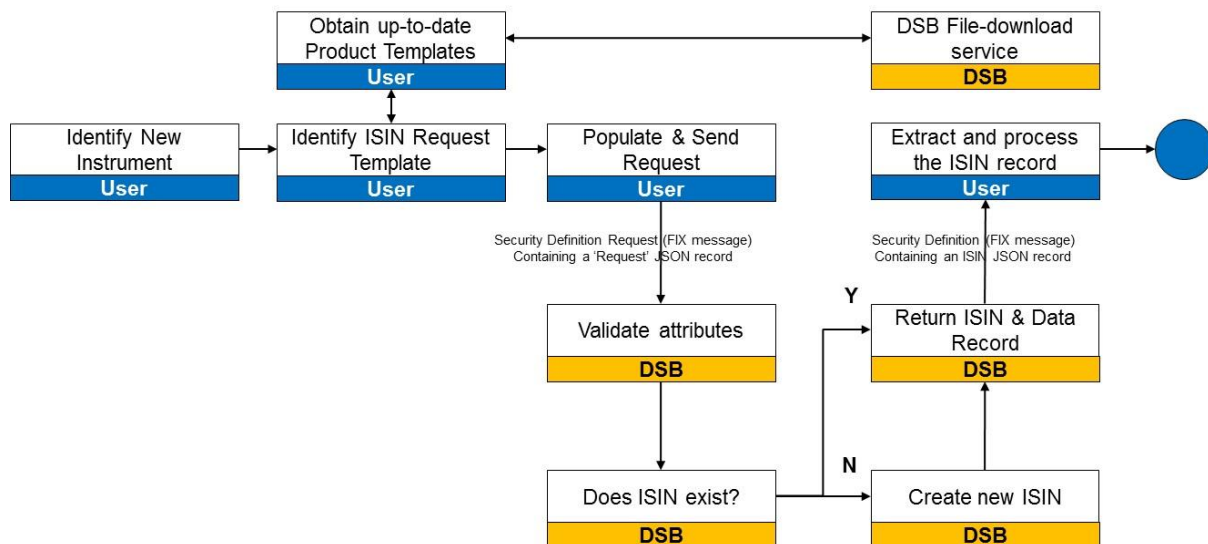 Obtain up-to-date
Product Templates
User
DSB File-download
service
DSB
Identify New
Instrument
User
Identify ISIN Request
Template
User
Populate & Send
Request
User
Extract and process
the ISIN record
User
Security Definition Request (FIX message)
Containing a 'Request' JSON record
Security Definition (FIX message)
Containing an ISIN JSON record
Y
Validate attributes
DSB
Return ISIN & Data
Record
DSB
N
Does ISIN exist?
DSB
Create new ISIN
DSB